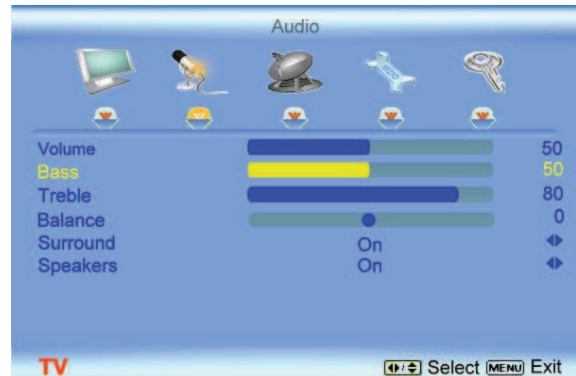 Audio
Volume 50
Bass 50
Treble 80
Balance 0
Surround On
Speakers On
TV Select MENU Exit